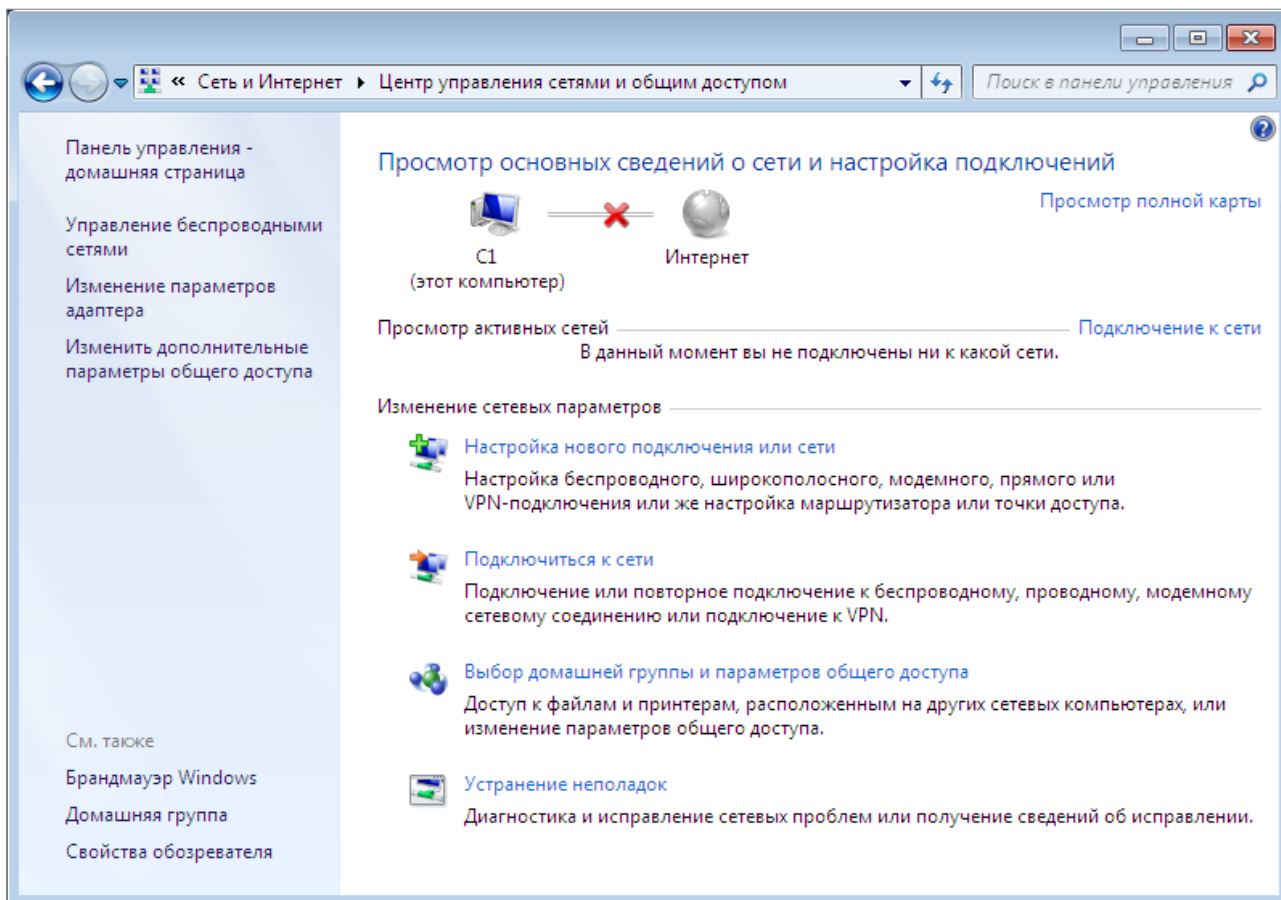 « Сеть и Интернет ▸ Центр управления сетями и общим доступом
Поиск в панели управления
Панель управления -
домашняя страница
Управление беспроводными
сетями
Изменение параметров
адаптера
Изменить дополнительные
параметры общего доступа
См. также
Брандмауэр Windows
Домашняя группа
Свойства обозревателя
Просмотр основных сведений о сети и настройка подключений
Просмотр полной карты
C1
(этот компьютер)
Интернет
Просмотр активных сетей
Подключение к сети
В данный момент вы не подключены ни к какой сети.
Изменение сетевых параметров
Настройка нового подключения или сети
Настройка беспроводного, широкополосного, модемного, прямого или
VPN-подключения или же настройка маршрутизатора или точки доступа.
Подключиться к сети
Подключение или повторное подключение к беспроводному, проводному, модемному
сетевому соединению или подключение к VPN.
Выбор домашней группы и параметров общего доступа
Доступ к файлам и принтерам, расположенным на других сетевых компьютерах, или
изменение параметров общего доступа.
Устранение неполадок
Диагностика и исправление сетевых проблем или получение сведений об исправлении.